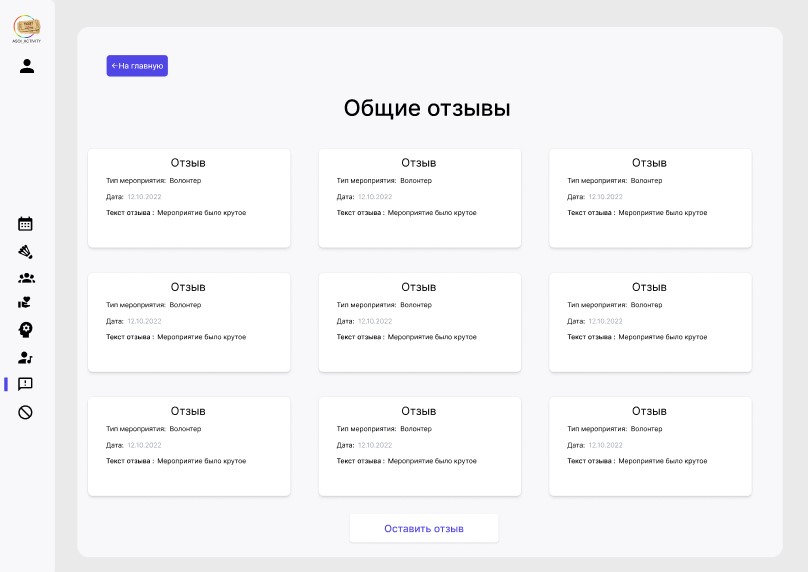 ←На главную
Общие отзывы
Отзыв
Тип мероприятия: Волонтер
Дата: 12.10.2022
Текст отзыва : Мероприятие было крутое
Отзыв
Тип мероприятия: Волонтер
Дата: 12.10.2022
Текст отзыва : Мероприятие было крутое
Отзыв
Тип мероприятия: Волонтер
Дата: 12.10.2022
Текст отзыва : Мероприятие было крутое
Отзыв
Тип мероприятия: Волонтер
Дата: 12.10.2022
Текст отзыва : Мероприятие было крутое
Отзыв
Тип мероприятия: Волонтер
Дата: 12.10.2022
Текст отзыва : Мероприятие было крутое
Отзыв
Тип мероприятия: Волонтер
Дата: 12.10.2022
Текст отзыва : Мероприятие было крутое
Отзыв
Тип мероприятия: Волонтер
Дата: 12.10.2022
Текст отзыва : Мероприятие было крутое
Отзыв
Тип мероприятия: Волонтер
Дата: 12.10.2022
Текст отзыва : Мероприятие было крутое
Отзыв
Тип мероприятия: Волонтер
Дата: 12.10.2022
Текст отзыва : Мероприятие было крутое
Оставить отзыв